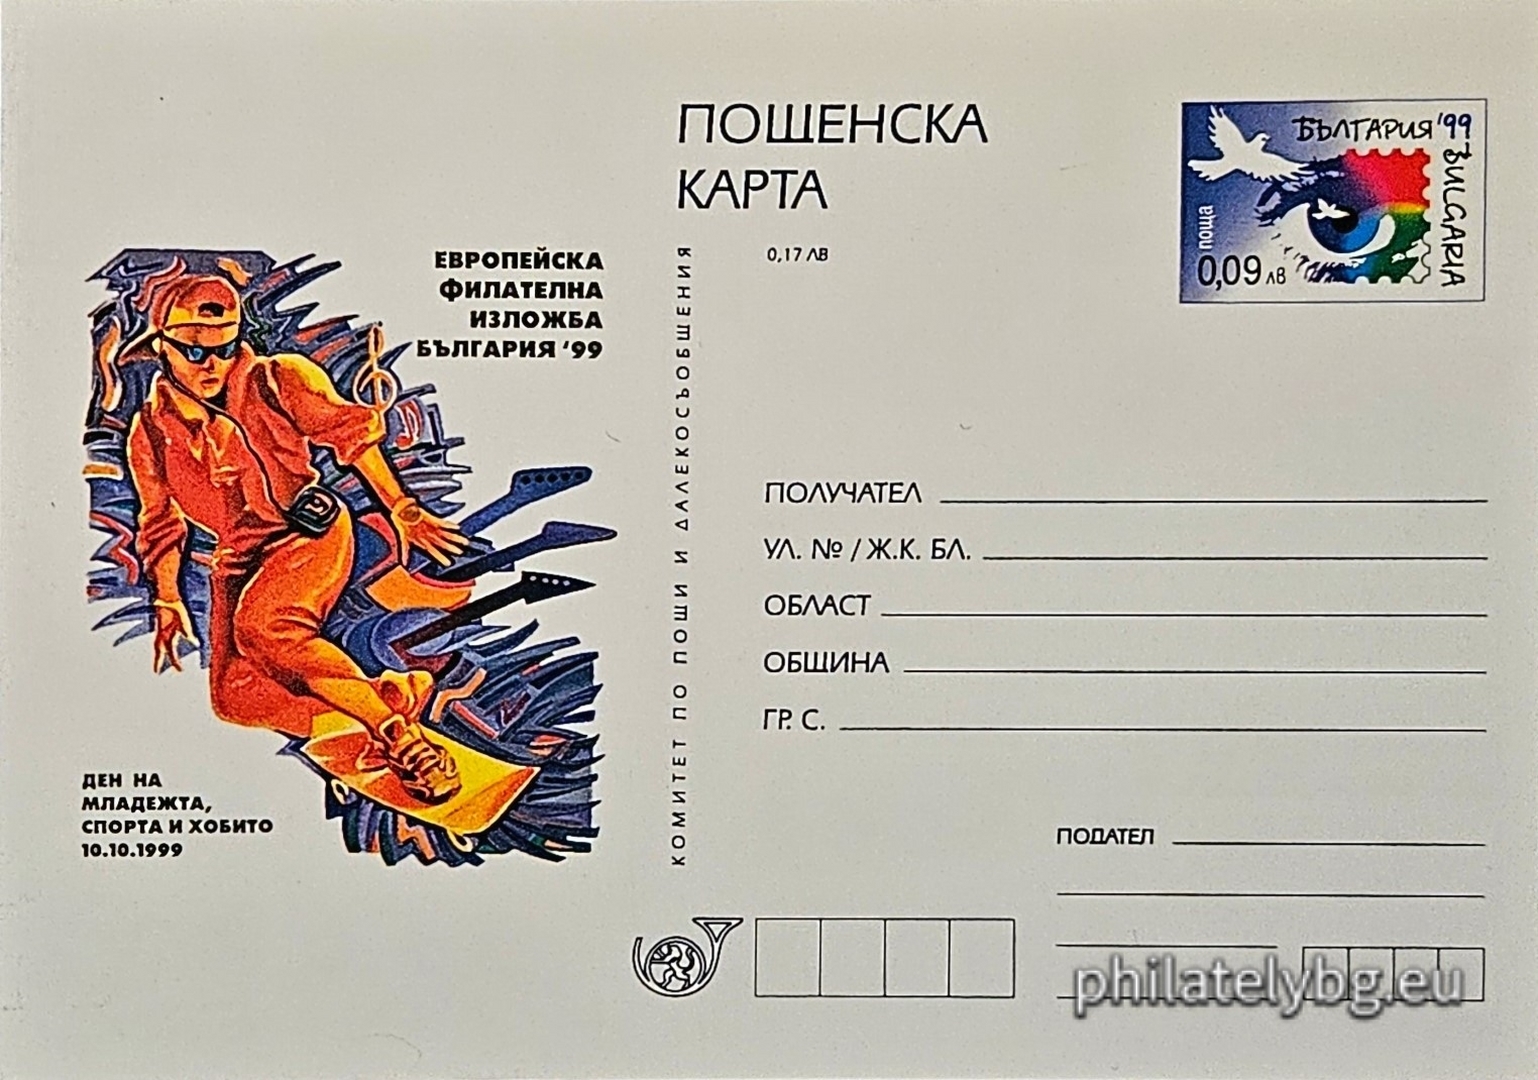 ПОЩЕНСКА
КАРТА
0,17 ЛВ
БЪЛГАРИЯ '99
BULGARIA
поща
0,09 лв
ЕВРОПЕЙСКА
ФИЛАТЕЛНА
ИЗЛОЖБА
БЪЛГАРИЯ '99
КОМИТЕТ ПО ПОЩИ И ДАЛЕКОСЪОБЩЕНИЯ
ПОЛУЧАТЕЛ
УЛ. № / Ж.К. БЛ.
ОБЛАСТ
ОБЩИНА
ГР. С.
ДЕН НА
МЛАДЕЖТА,
СПОРТА И ХОБИТО
10.10.1999
ПОДАТЕЛ
philatelybg.eu